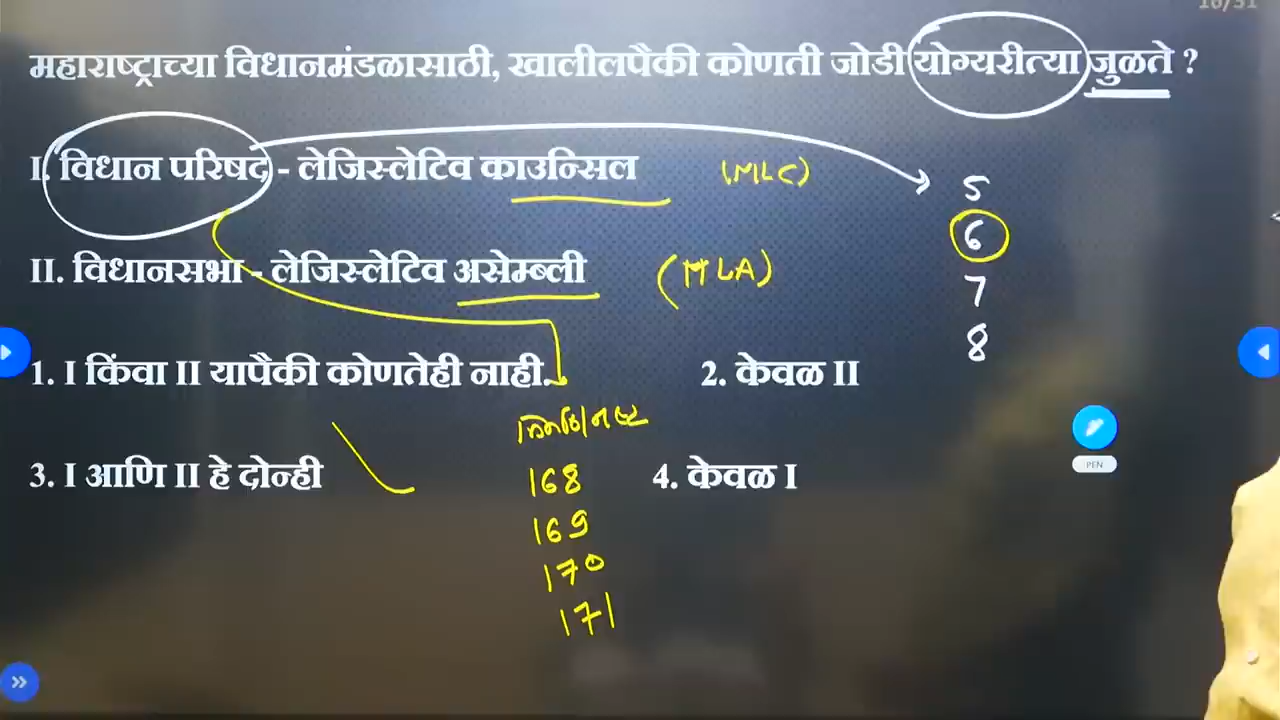 महाराष्ट्राच्या विधानमंडळासाठी, खालीलपैकी कोणती जोडी योग्यरीत्या जुळते ?
I. विधान परिषद - लेजिस्लेटिव काउन्सिल (MLC)
5
6
II. विधानसभा - लेजिस्लेटिव असेम्ब्ली (MLA)
7
8
1. I किंवा II यापैकी कोणतेही नाही. 2. केवळ II
PEN
3. I आणि II हे दोन्ही 4. केवळ I
168
169
170
171